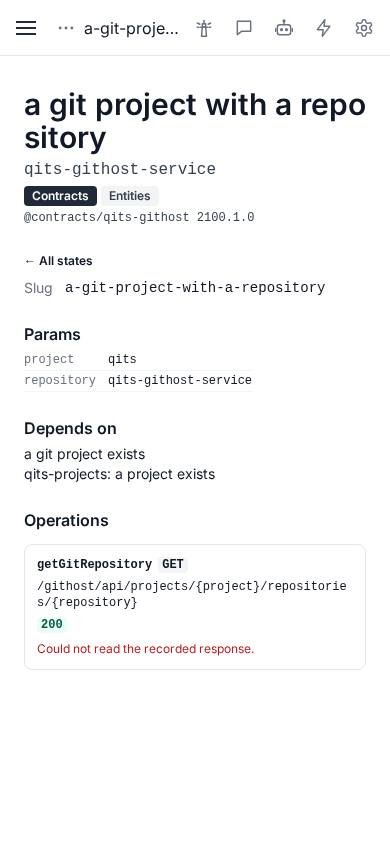 a-git-proje...
a git project with a repo
sitory
qits-githost-service
Contracts Entities
@contracts/qits-githost 2100.1.0
← All states
Slug a-git-project-with-a-repository
Params
project qits
repository qits-githost-service
Depends on
a git project exists
qits-projects: a project exists
Operations
getGitRepository GET
/githost/api/projects/{project}/repositorie
s/{repository}
200
Could not read the recorded response.